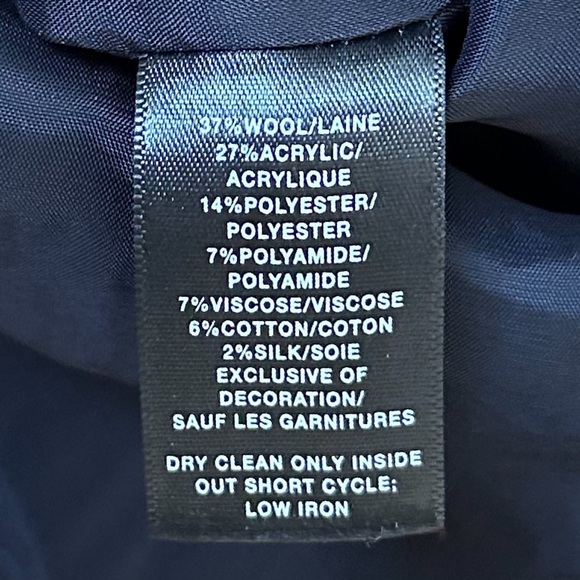 37%WOOL/LAINE
27%ACRYLIC/
ACRYLIQUE
14%POLYESTER/
POLYESTER
7%POLYAMIDE/
POLYAMIDE
7%VISCOSE/VISCOSE
6%COTTON/COTON
2%SILK/SOIE
EXCLUSIVE OF
DECORATION/
SAUF LES GARNITURES
DRY CLEAN ONLY INSIDE
OUT SHORT CYCLE;
LOW IRON